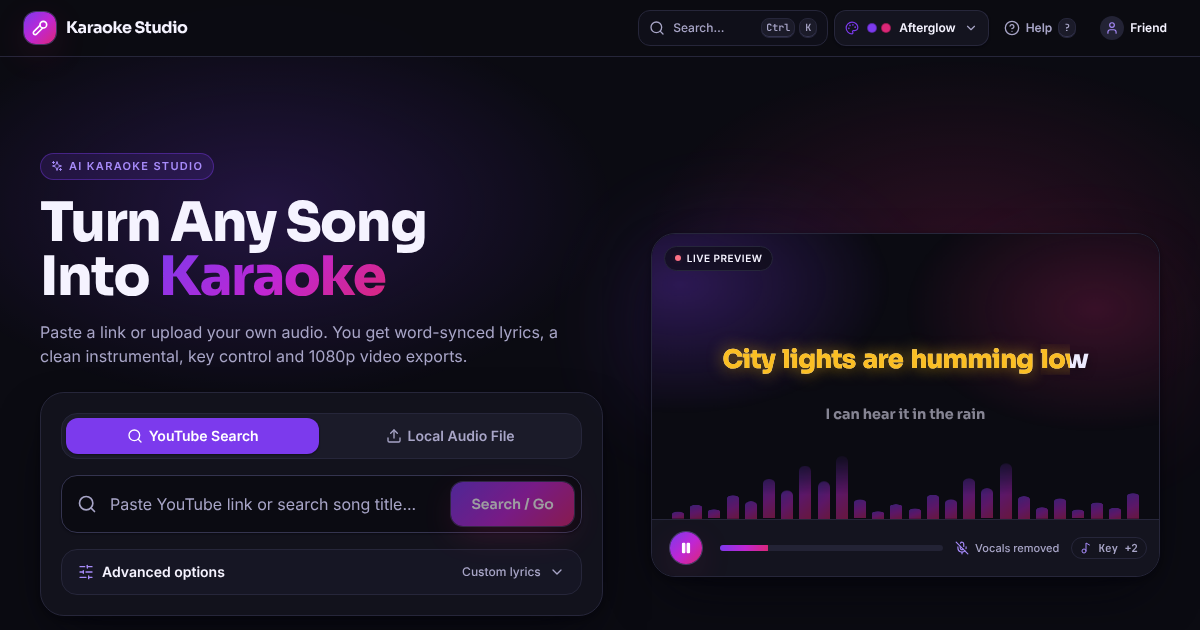 Karaoke Studio
Search...
Ctrl
K
Afterglow
Help
?
Friend
AI KARAOKE STUDIO
Turn Any Song
Into Karaoke
Paste a link or upload your own audio. You get word-synced lyrics, a
clean instrumental, key control and 1080p video exports.
YouTube Search
Local Audio File
Paste YouTube link or search song title...
Search / Go
Advanced options
Custom lyrics
LIVE PREVIEW
City lights are humming low
I can hear it in the rain
Vocals removed
Key +2